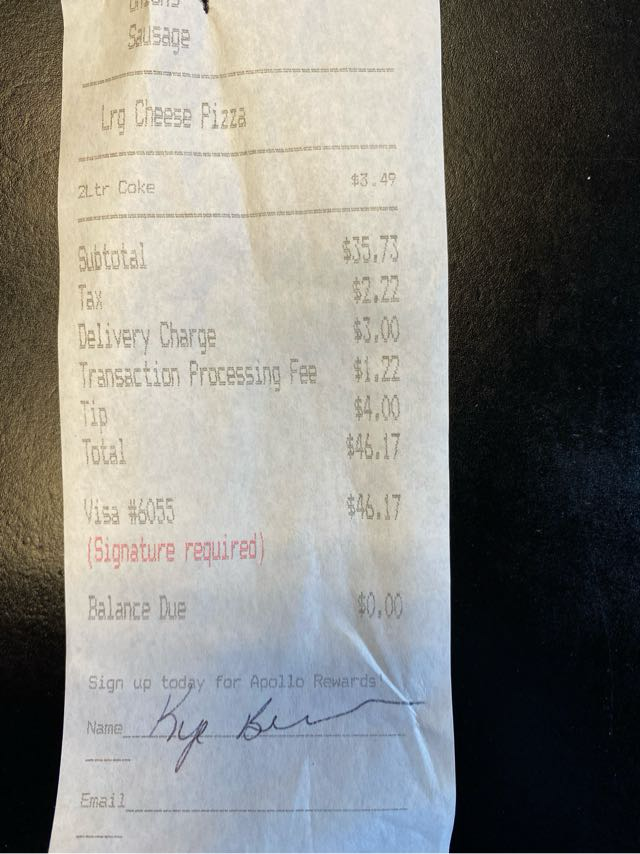 Sausage
Lrg Cheese Pizza
2Ltr Coke $3.49
Subtotal $35.73
Tax $2.22
Delivery Charge $3.00
Transaction Processing Fee $1.22
Tip $4.00
Total $46.17
Visa #6055 $46.17
(Signature required)
Balance Due $0.00
Sign up today for Apollo Rewards!
Name
Email